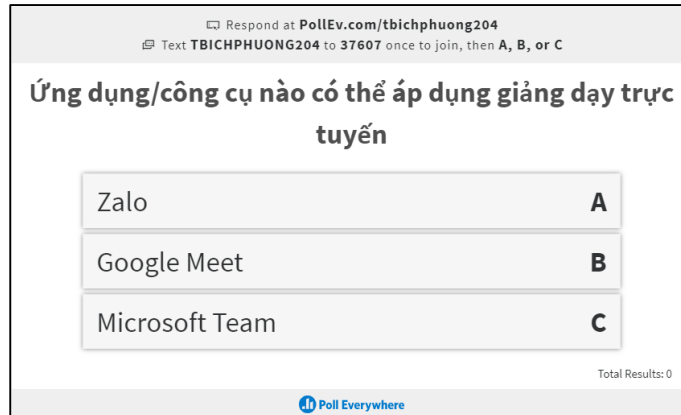 Respond at PollEv.com/tbichphuong204
Text TBICHPHUONG204 to 37607 once to join, then A, B, or C
Ứng dụng/công cụ nào có thể áp dụng giảng dạy trực
tuyến
Zalo A
Google Meet B
Microsoft Team C
Total Results: 0
Poll Everywhere